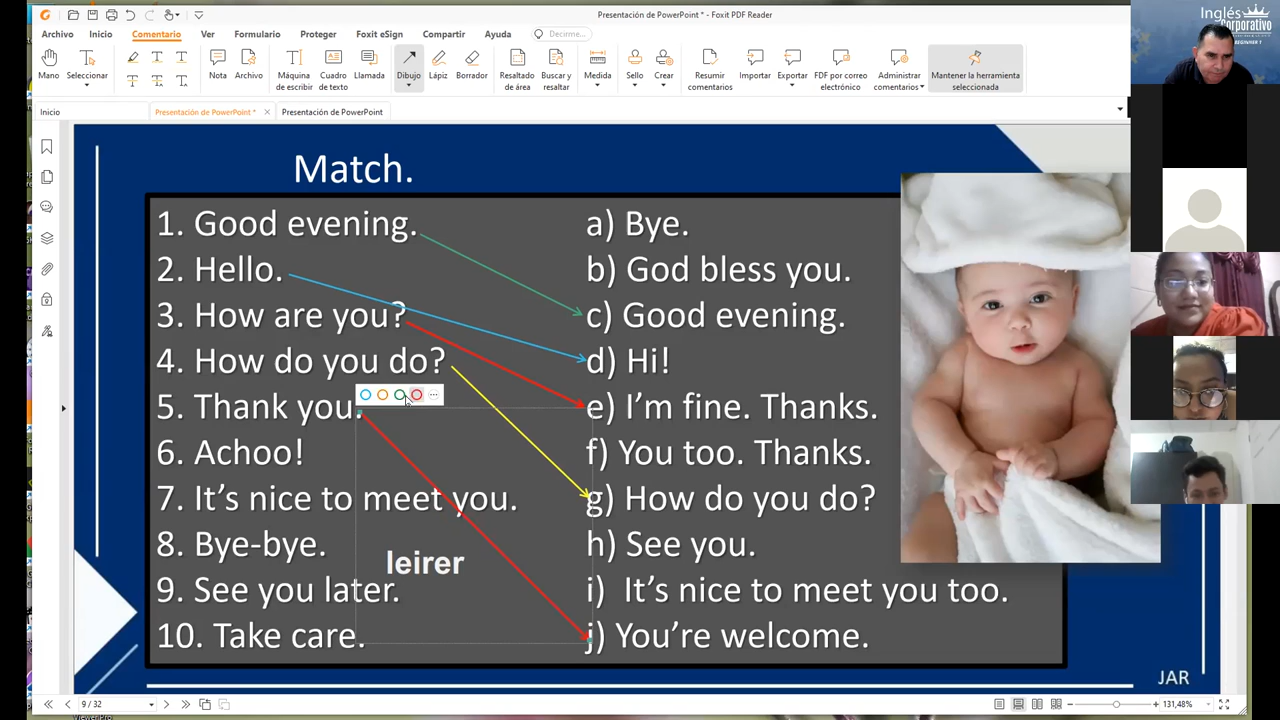 Presentación de PowerPoint * - Foxit PDF Reader
Archivo Inicio Comentario Ver Formulario Proteger Foxit eSign Compartir Ayuda Decirme...
Mano Seleccionar Nota Archivo Máquina de escribir Cuadro de texto Llamada Dibujo Lápiz Borrador Resaltado de área Buscar y resaltar Medida Sello Crear Resumir comentarios Importar Exportar FDF por correo electrónico Administrar comentarios Mantener la herramienta seleccionada
Inicio Presentación de PowerPoint * × Presentación de PowerPoint
Inglés
Corporativo
BEGINNER 1
Match.
1. Good evening.
2. Hello.
3. How are you?
4. How do you do?
5. Thank you.
6. Achoo!
7. It’s nice to meet you.
8. Bye-bye.
9. See you later.
10. Take care.
a) Bye.
b) God bless you.
c) Good evening.
d) Hi!
e) I’m fine. Thanks.
f) You too. Thanks.
g) How do you do?
h) See you.
i) It’s nice to meet you too.
j) You’re welcome.
leirer
JAR
9 / 32
131,48%